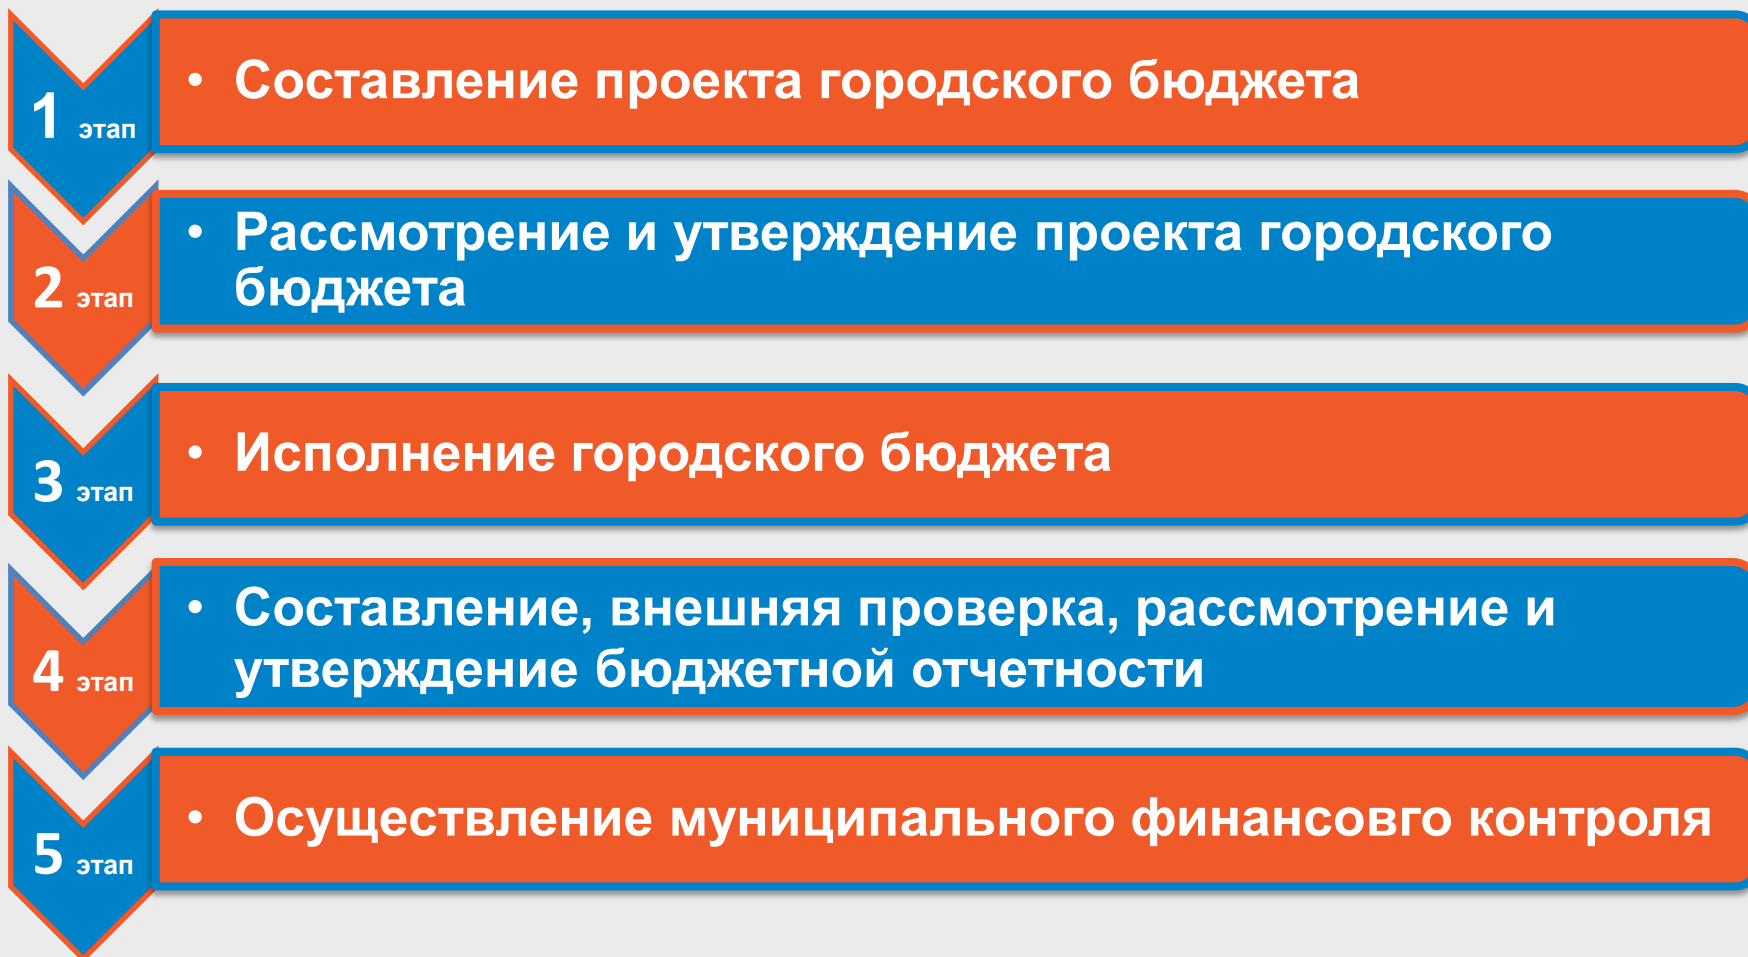 1 этап
• Составление проекта городского бюджета
2 этап
• Рассмотрение и утверждение проекта городского
бюджета
3 этап
• Исполнение городского бюджета
4 этап
• Составление, внешняя проверка, рассмотрение и
утверждение бюджетной отчетности
5 этап
• Осуществление муниципального финансовго контроля